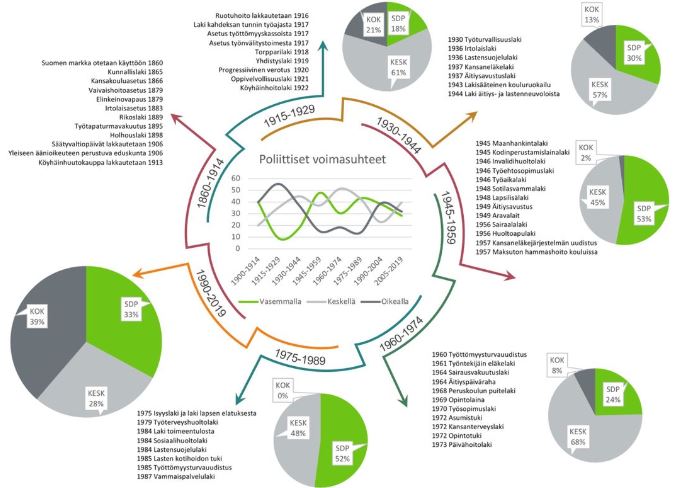 Suomen markka otetaan käyttöön 1860
Kunnallislaki 1865
Kansakouluasetus 1866
Vaivaishoitoasetus 1879
Elinkeinovapaus 1879
Irtolaisasetus 1883
Rikoslaki 1889
Työtapaturmavakuutus 1895
Holhouslaki 1898
Säätyvaltiopäivät lakkautetaan 1906
Yleiseen äänioikeuteen perustuva eduskunta 1906
Köyhäinhuutokauppa lakkautetaan 1913
Ruotuhoito lakkautetaan 1916
Laki kahdeksan tunnin työajasta 1917
Asetus työttömyyskassoista 1917
Asetus työnvälitystoimesta 1917
Torpparilaki 1918
Yhdistyslaki 1919
Progressiivinen verotus 1920
Oppivelvollisuuslaki 1921
Köyhäinhoitolaki 1922
KOK
21%
SDP
18%
KESK
61%
1930 Työturvallisuuslaki
1936 Irtolaislaki
1936 Lastensuojelulaki
1937 Kansaneläkelaki
1937 Äitiysavustuslaki
1943 Lakisääteinen kouluruokailu
1944 Laki äitiys- ja lastenneuvoloista
KOK
13%
SDP
30%
KESK
57%
1945 Maanhankintalaki
1945 Kodinperustamislainalaki
1946 Invalidihuoltolaki
1946 Työehtosopimuslaki
1946 Työaikalaki
1948 Sotilasvammalaki
1948 Lapsilisälaki
1949 Äitiysavustus
1949 Aravalait
1956 Sairaalalaki
1956 Huoltoapulaki
1957 Kansaneläkejärjestelmän uudistus
1957 Maksuton hammashoito kouluissa
KOK
2%
KESK
45%
SDP
53%
1960 Työttömyysturvauudistus
1961 Työntekijäin eläkelaki
1964 Sairausvakuutuslaki
1964 Äitiyspäiväraha
1968 Peruskoulun puitelaki
1969 Opintolaina
1970 Työsopimuslaki
1972 Asumistuki
1972 Kansanterveyslaki
1972 Opintotuki
1973 Päivähoitolaki
KOK
8%
SDP
24%
KESK
68%
1975 Isyyslaki ja laki lapsen elatuksesta
1979 Työterveyshuoltolaki
1984 Laki toimeentulosta
1984 Sosiaalihuoltolaki
1984 Lastensuojelulaki
1985 Lasten kotihoidon tuki
1985 Työttömyysturvauudistus
1987 Vammaispalvelulaki
KOK
0%
KESK
48%
SDP
52%
KOK
39%
SDP
33%
KESK
28%
1860-1914
1915-1929
1930-1944
1945-1959
1960-1974
1975-1989
1990-2019
Poliittiset voimasuhteet
60
50
40
30
20
10
0
1900-1914
1915-1929
1930-1944
1945-1959
1960-1974
1975-1989
1990-2004
2005-2019
Vasemmalla
Keskellä
Oikealla